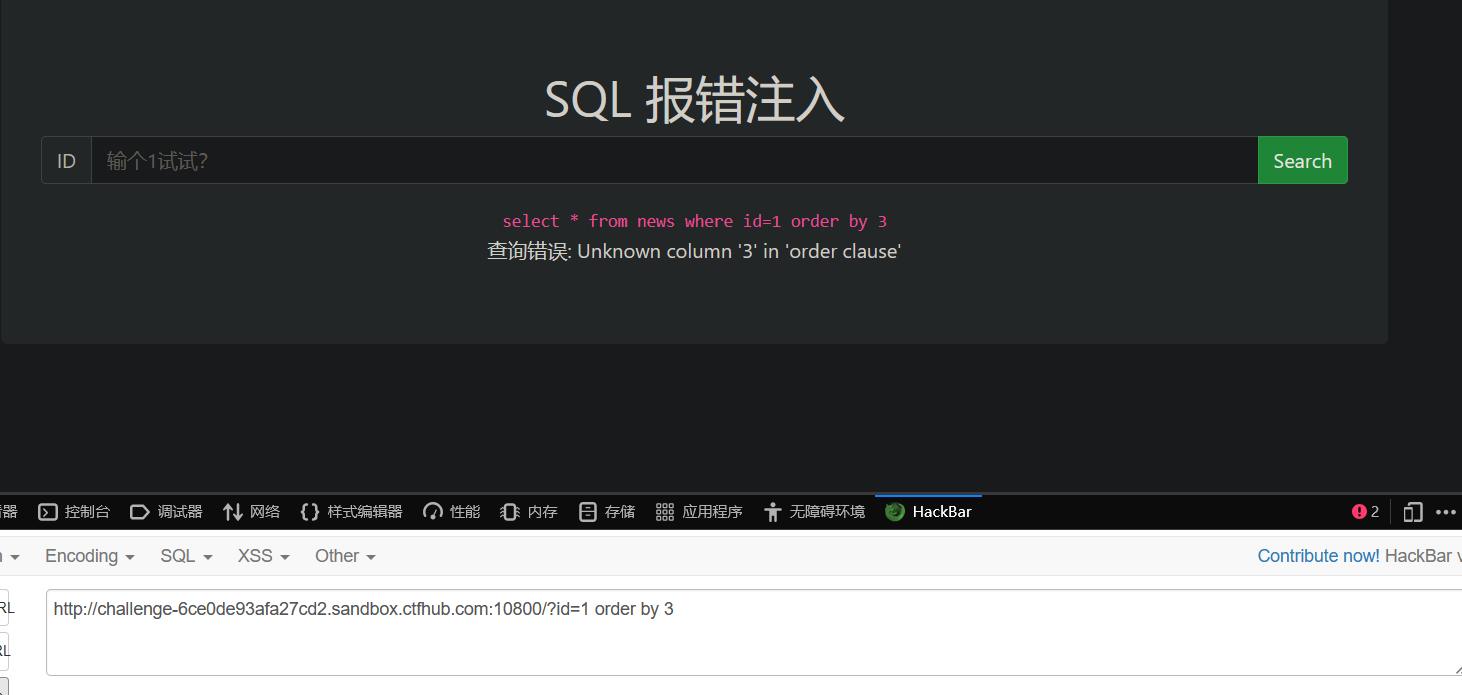 SQL 报错注入
ID 输个1试试? Search
select * from news where id=1 order by 3
查询错误: Unknown column '3' in 'order clause'
器 控制台 调试器 网络 样式编辑器 性能 内存 存储 应用程序 无障碍环境 HackBar 2
Encoding SQL XSS Other Contribute now! HackBar v
RL http://challenge-6ce0de93afa27cd2.sandbox.ctfhub.com:10800/?id=1 order by 3
RL